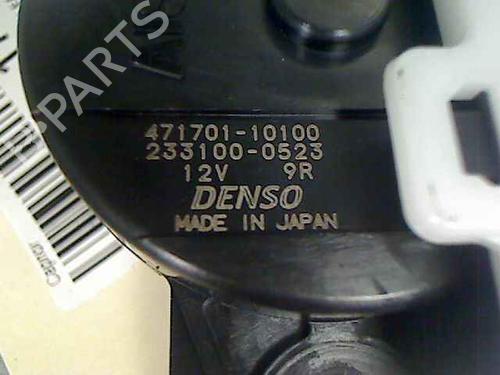 PARTS
471701-10100
233100-0523
12V 9R
DENSO
MADE IN JAPAN